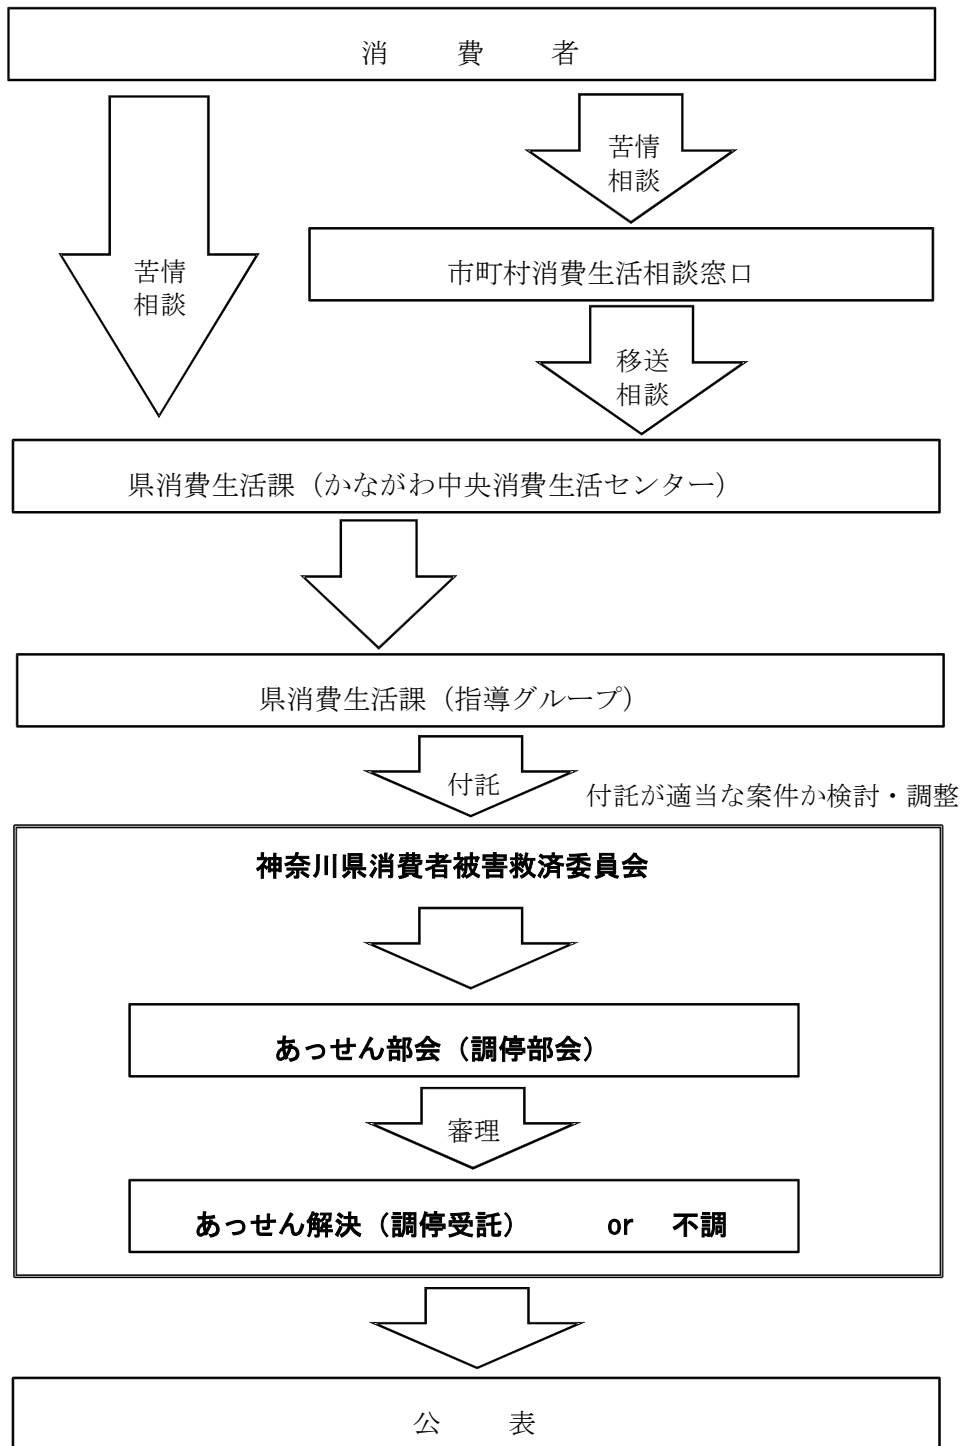 消 費 者
苦情
相談
市町村消費生活相談窓口
苦情
相談
移送
相談
県消費生活課（かながわ中央消費生活センター）
県消費生活課（指導グループ）
付託
付託が適当な案件か検討・調整
神奈川県消費者被害救済委員会
あっせん部会（調停部会）
審理
あっせん解決（調停受託） or 不調
公 表